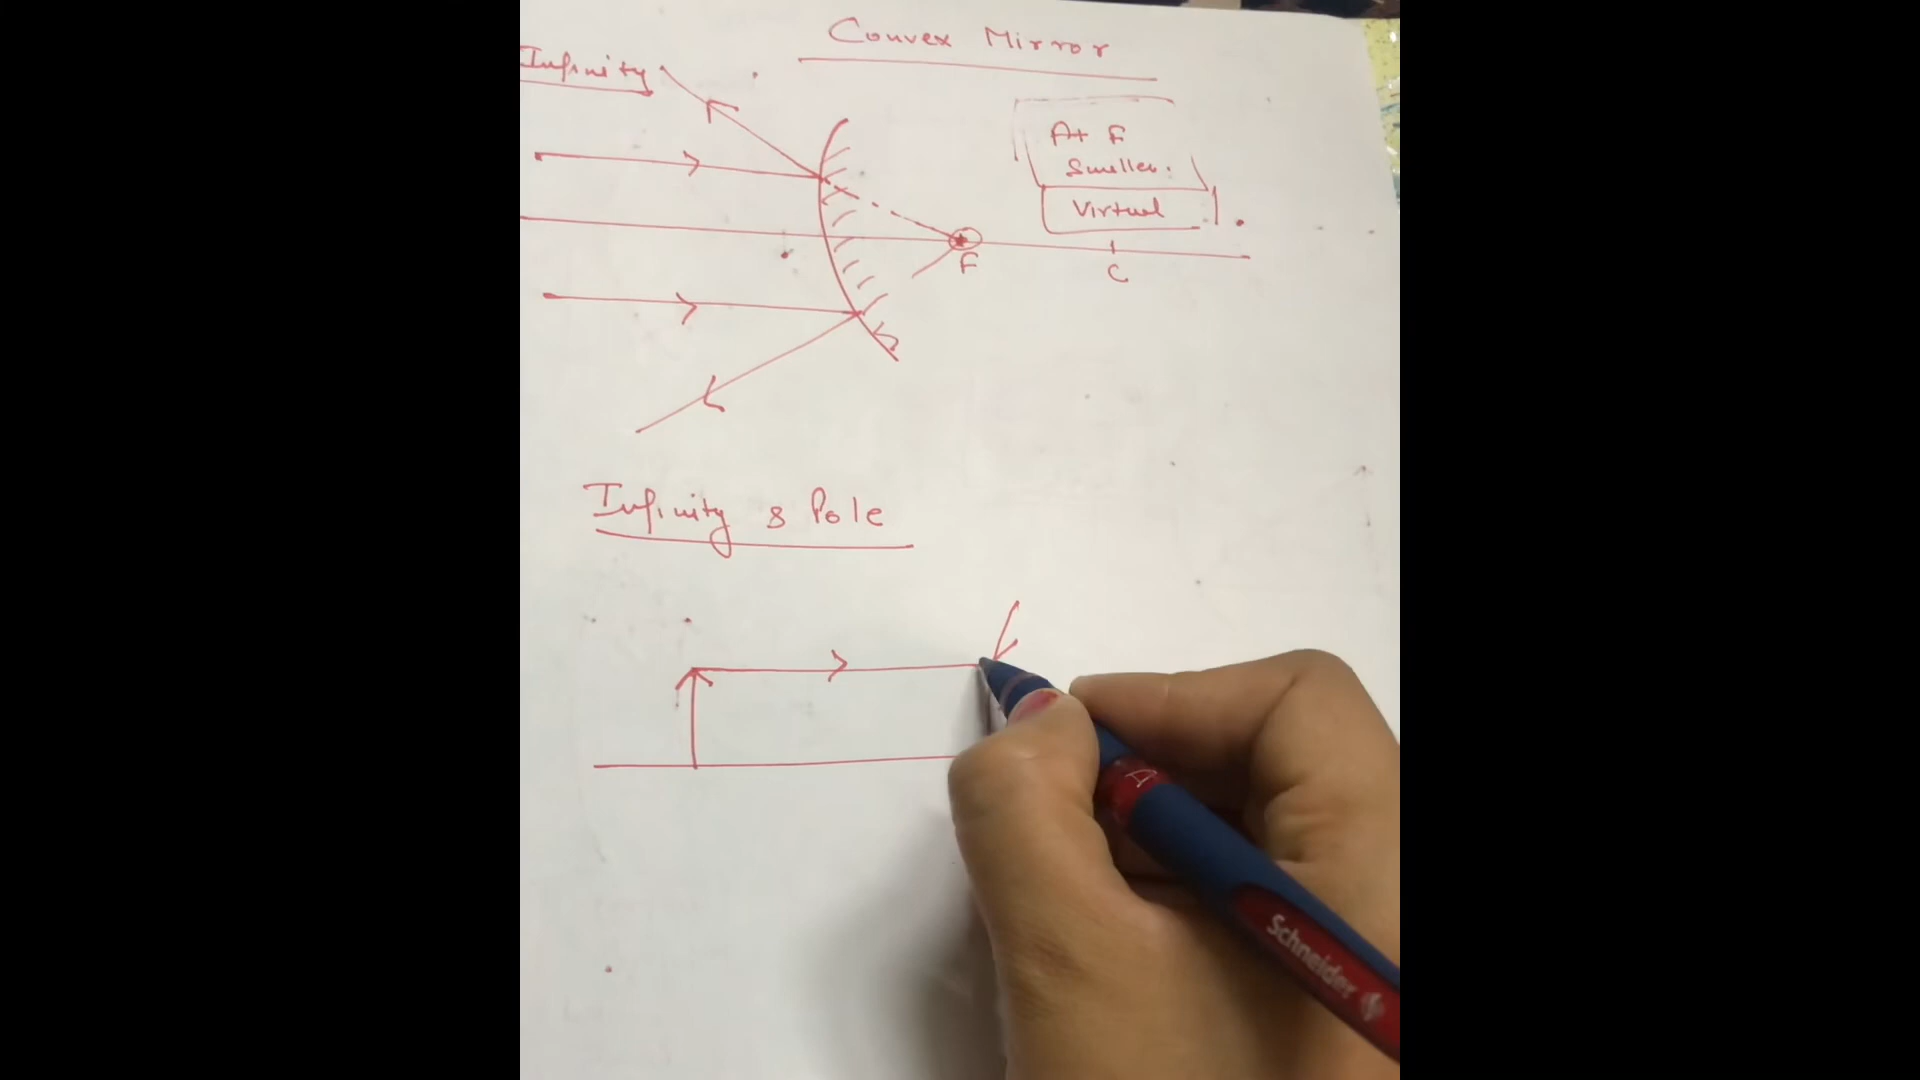 Convex Mirror
Infinity
At F
Smaller.
Virtual
F
C
Infinity & Pole
Schneider